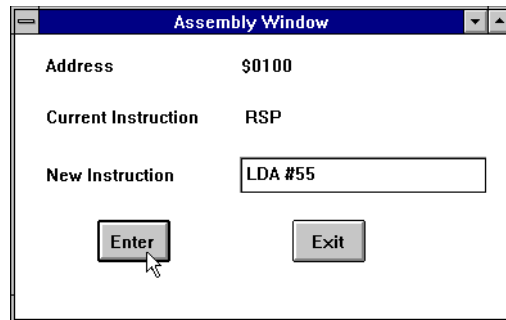 Assembly Window
Address $0100
Current Instruction RSP
New Instruction LDA #55
Enter Exit